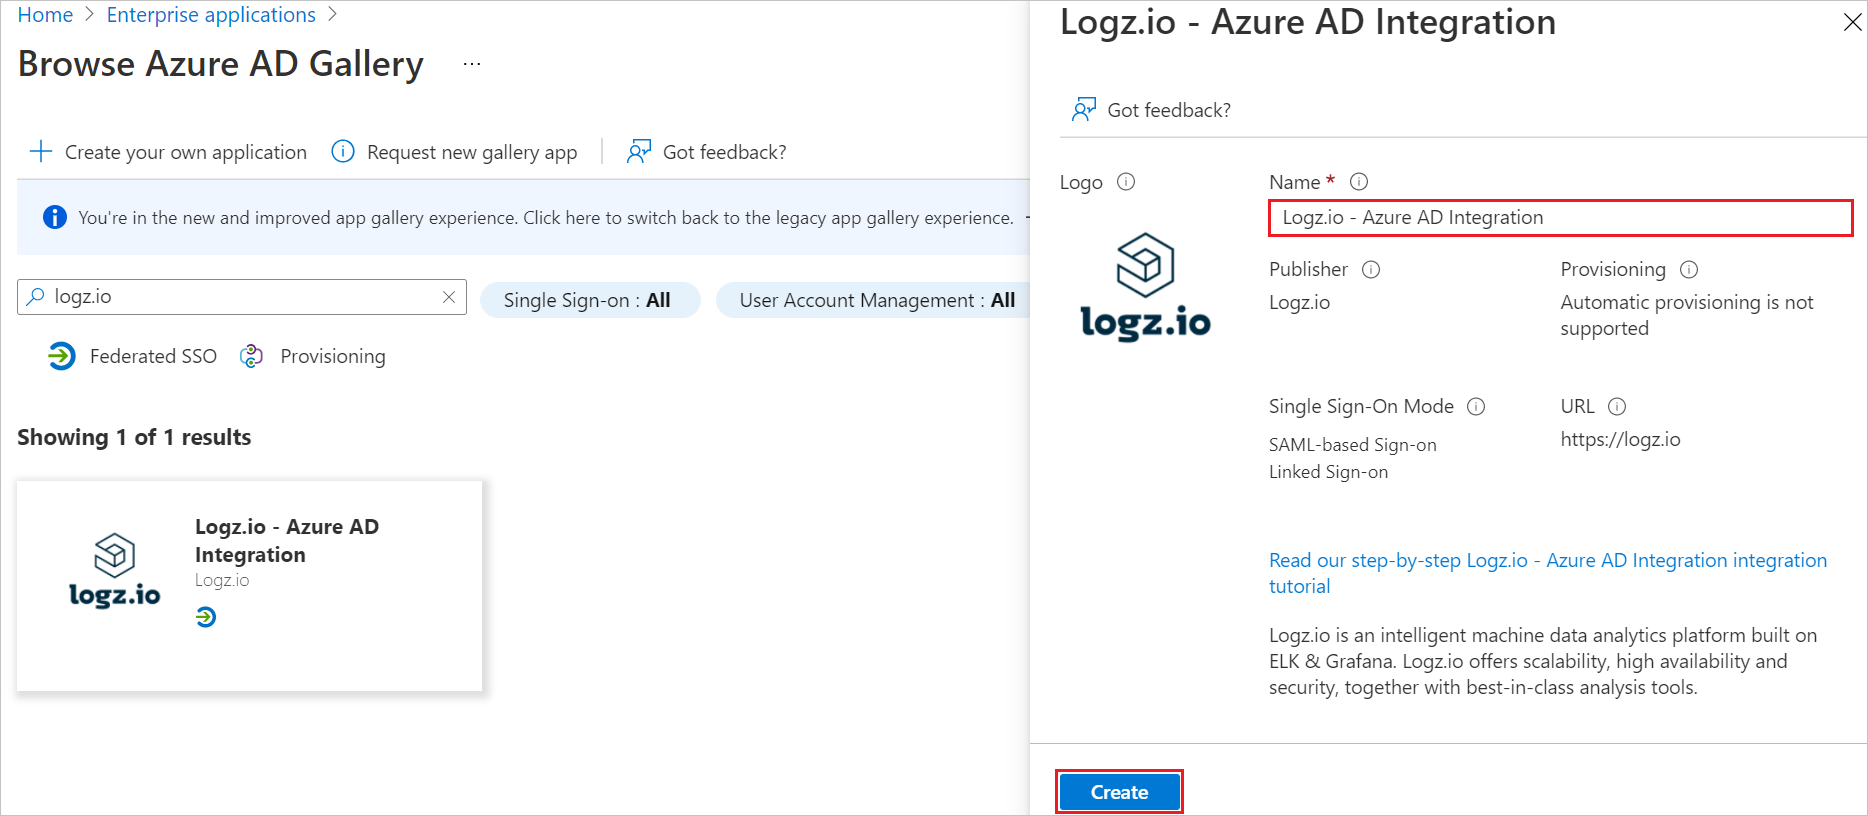 Home > Enterprise applications >
Browse Azure AD Gallery ...
Create your own application
Request new gallery app
Got feedback?
You're in the new and improved app gallery experience. Click here to switch back to the legacy app gallery experience.
logz.io
Single Sign-on : All
User Account Management : All
Federated SSO
Provisioning
Showing 1 of 1 results
logz.io
Logz.io - Azure AD
Integration
Logz.io
Logz.io - Azure AD Integration
Got feedback?
Logo
logz.io
Name *
Logz.io - Azure AD Integration
Publisher
Logz.io
Provisioning
Automatic provisioning is not
supported
Single Sign-On Mode
SAML-based Sign-on
Linked Sign-on
URL
https://logz.io
Read our step-by-step Logz.io - Azure AD Integration integration
tutorial
Logz.io is an intelligent machine data analytics platform built on
ELK & Grafana. Logz.io offers scalability, high availability and
security, together with best-in-class analysis tools.
Create